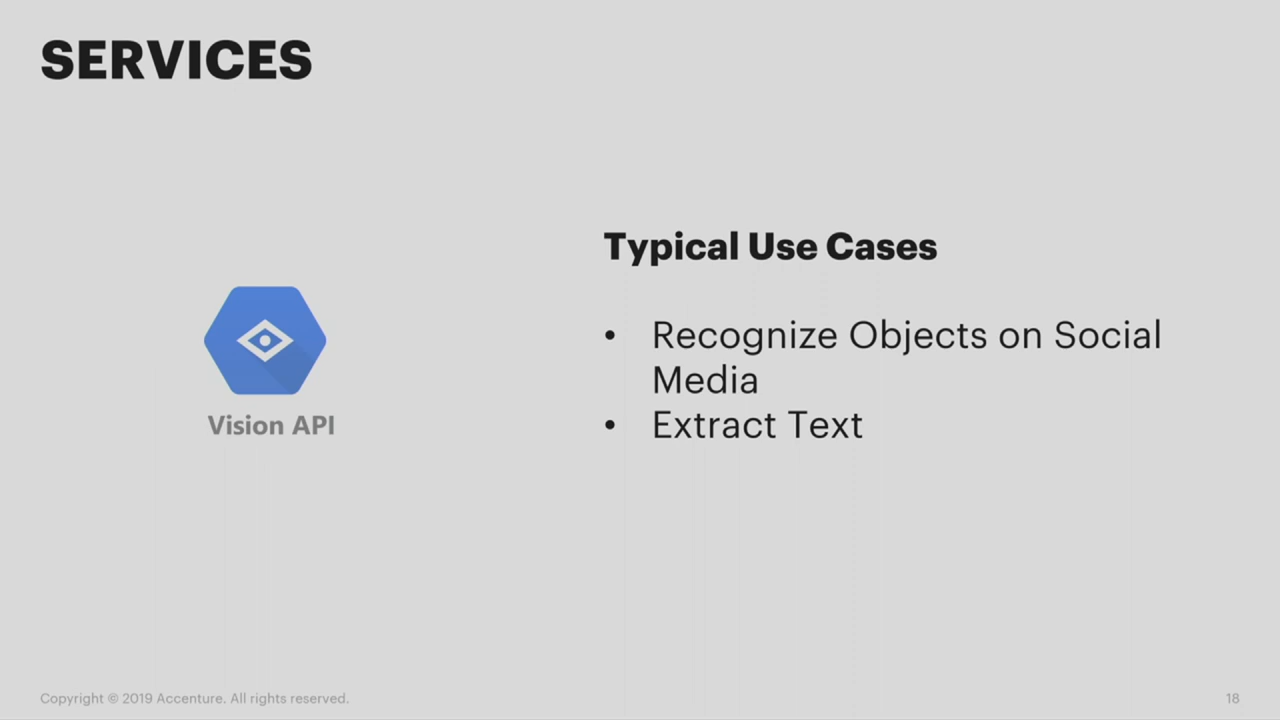 SERVICES
Typical Use Cases
• Recognize Objects on Social
Media
• Extract Text
Vision API
Copyright © 2019 Accenture. All rights reserved.
18